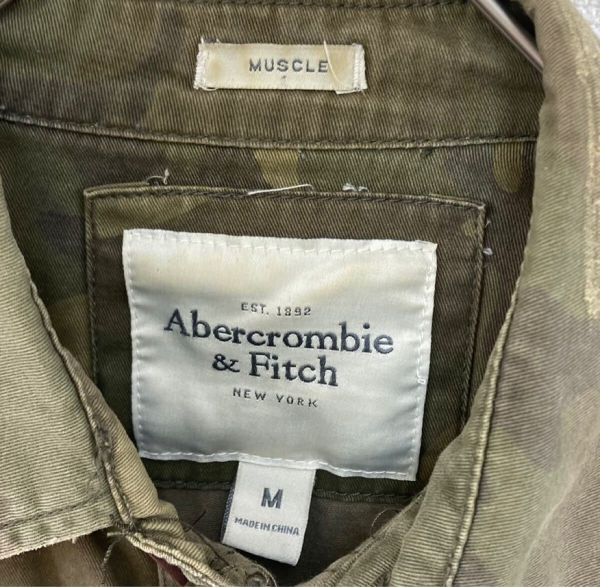 MUSCLE
EST. 1892
Abercrombie
& Fitch
NEW YORK
M
MADE IN CHINA